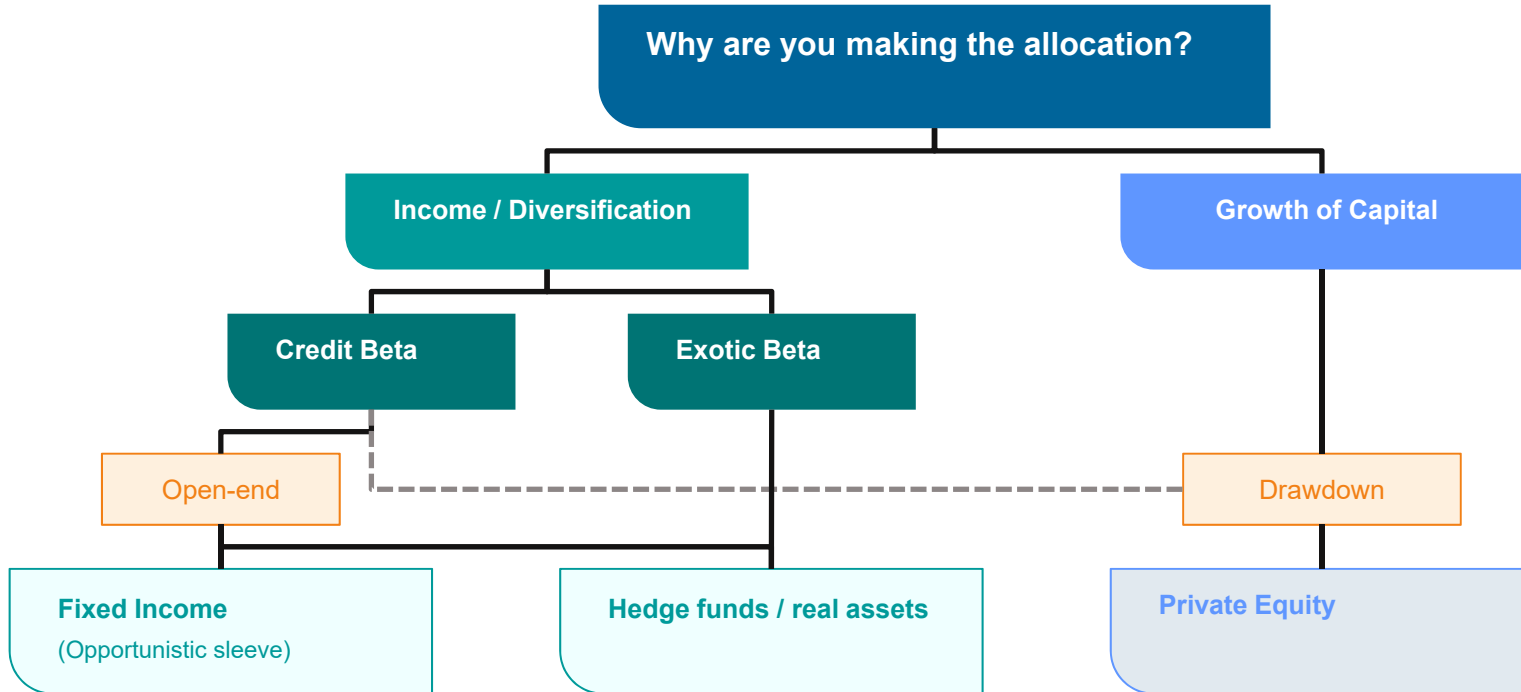 Why are you making the allocation?
Income / Diversification
Growth of Capital
Credit Beta
Exotic Beta
Open-end
Drawdown
Fixed Income
(Opportunistic sleeve)
Hedge funds / real assets
Private Equity